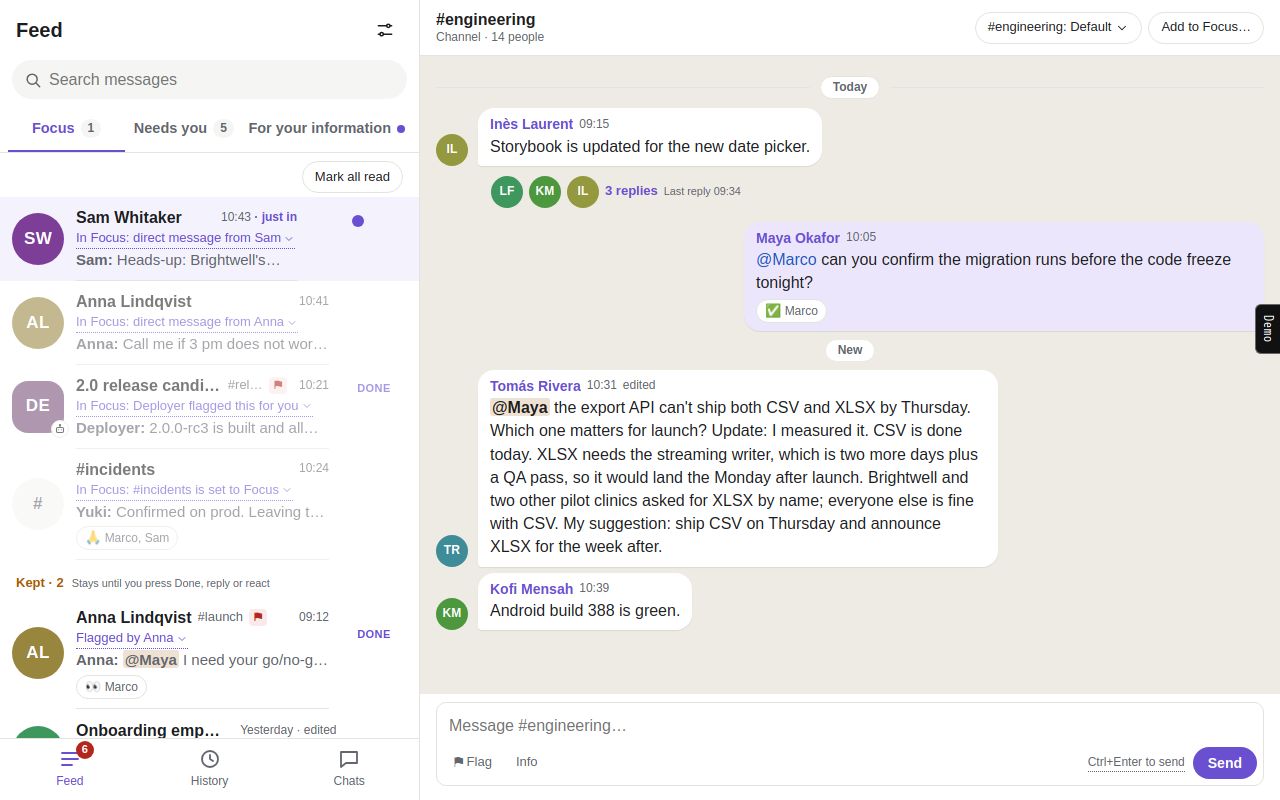 Feed
Search messages
Focus 1 Needs you 5 For your information
Mark all read
SW
Sam Whitaker 10:43 · just in
In Focus: direct message from Sam
Sam: Heads-up: Brightwell's…
AL
Anna Lindqvist 10:41
In Focus: direct message from Anna
Anna: Call me if 3 pm does not wor…
DE
2.0 release candi… #rel… 10:21 DONE
In Focus: Deployer flagged this for you
Deployer: 2.0.0-rc3 is built and all…
#
#incidents 10:24
In Focus: #incidents is set to Focus
Yuki: Confirmed on prod. Leaving t…
🙏 Marco, Sam
Kept · 2 Stays until you press Done, reply or react
AL
Anna Lindqvist #launch 09:12 DONE
Flagged by Anna
Anna: @Maya I need your go/no-g…
👀 Marco
Onboarding emp… Yesterday · edited
6
Feed History Chats
#engineering
Channel · 14 people
#engineering: Default Add to Focus…
Today
IL
Inès Laurent 09:15
Storybook is updated for the new date picker.
LF KM IL 3 replies Last reply 09:34
Maya Okafor 10:05
@Marco can you confirm the migration runs before the code freeze
tonight?
✅ Marco
Demo
New
TR
Tomás Rivera 10:31 edited
@Maya the export API can't ship both CSV and XLSX by Thursday.
Which one matters for launch? Update: I measured it. CSV is done
today. XLSX needs the streaming writer, which is two more days plus
a QA pass, so it would land the Monday after launch. Brightwell and
two other pilot clinics asked for XLSX by name; everyone else is fine
with CSV. My suggestion: ship CSV on Thursday and announce
XLSX for the week after.
KM
Kofi Mensah 10:39
Android build 388 is green.
Message #engineering…
Flag Info Ctrl+Enter to send Send